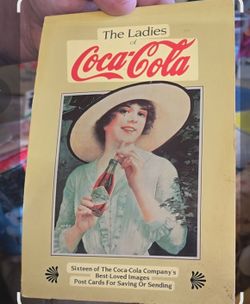 The Ladies
of
Coca-Cola
Sixteen of The Coca-Cola Company's
Best-Loved Images
Post Cards For Saving Or Sending